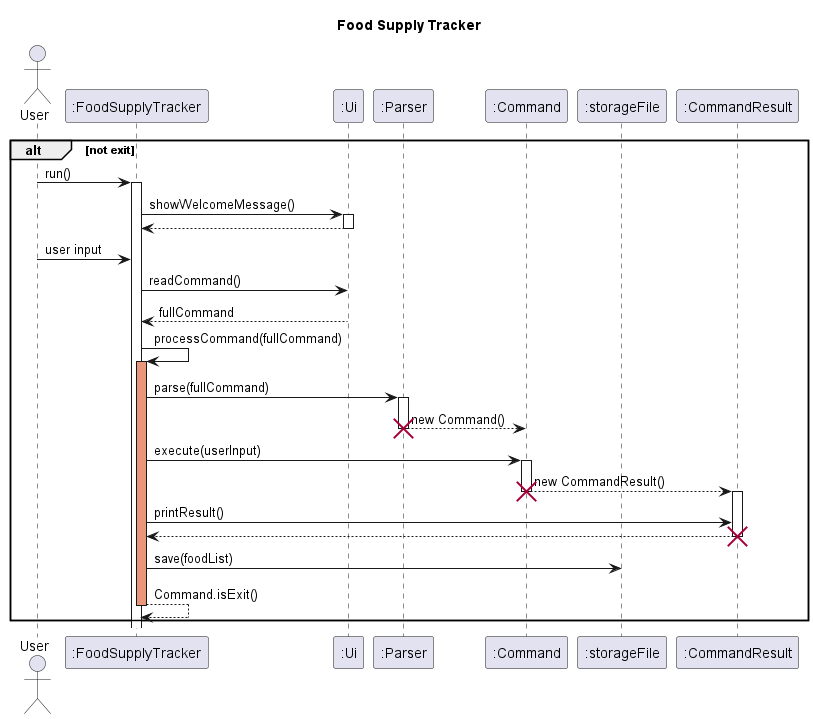 Food Supply Tracker
User
:FoodSupplyTracker
:Ui
:Parser
:Command
:storageFile
:CommandResult
alt
[not exit]
run()
showWelcomeMessage()
user input
readCommand()
fullCommand
processCommand(fullCommand)
parse(fullCommand)
new Command()
execute(userInput)
new CommandResult()
printResult()
save(foodList)
Command.isExit()
User
:FoodSupplyTracker
:Ui
:Parser
:Command
:storageFile
:CommandResult